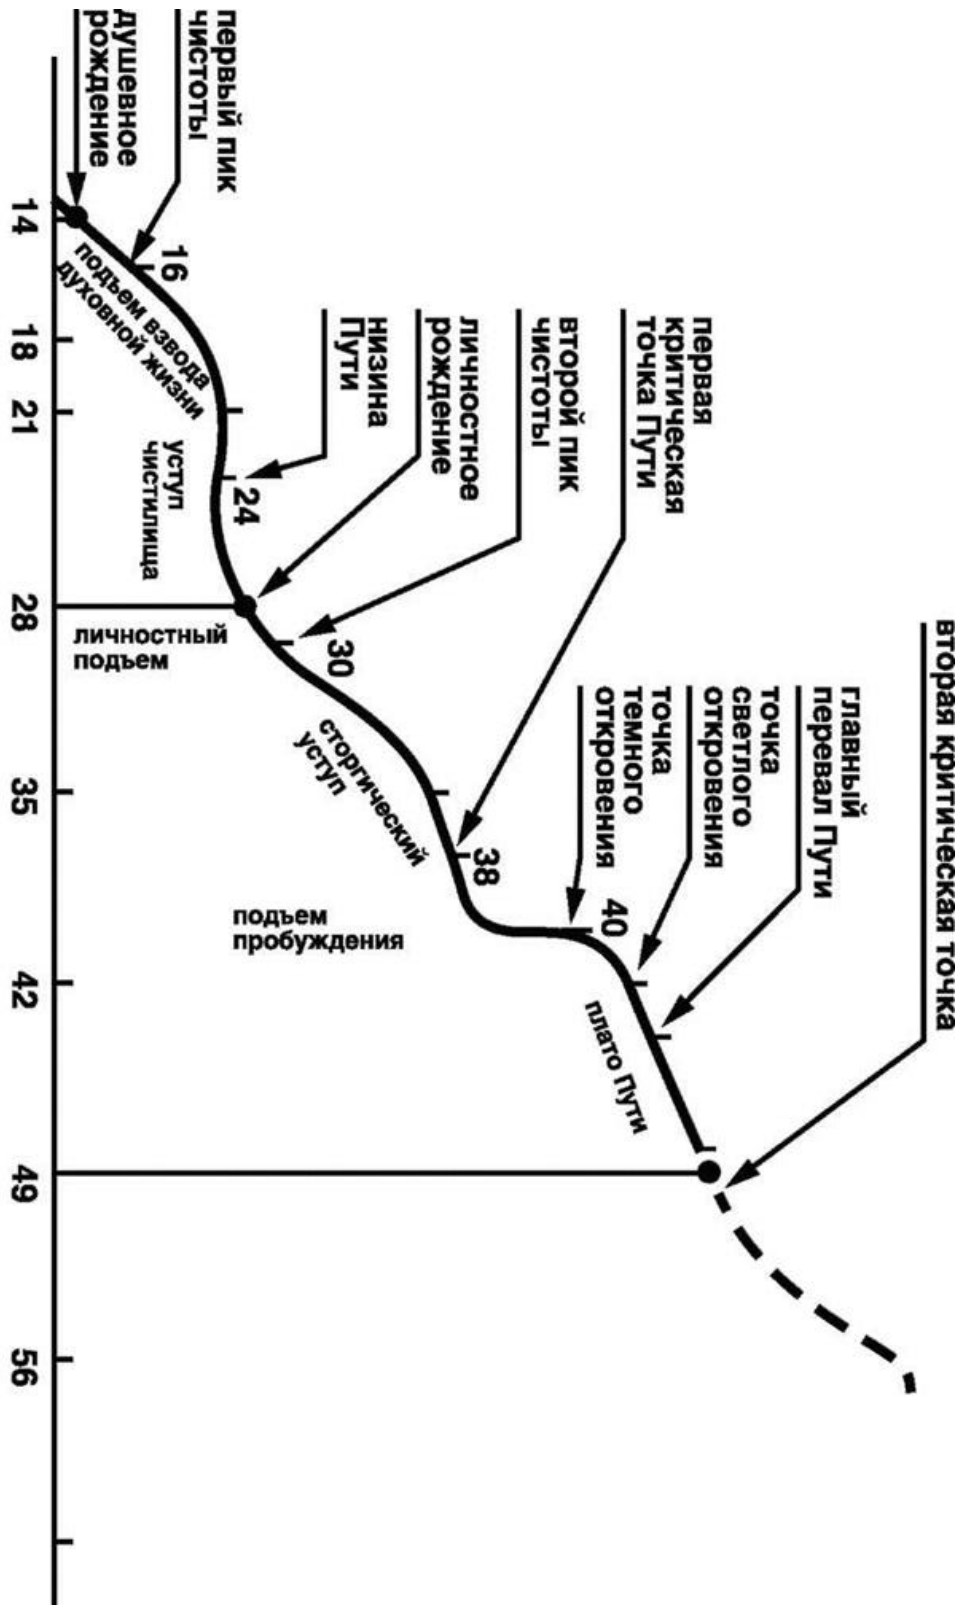 вторая критическая точка
главный
перевал Пути
точка
светлого
откровения
точка
темного
откровения
первая
критическая
точка Пути
второй пик
чистоты
личностное
рождение
низина
Пути
первый пик
чистоты
душевное
рождение
16
24
30
38
40
подъем взвода
духовной жизни
уступ
чистилища
личностный
подъем
сторгический
уступ
подъем
пробуждения
плато Пути
14
18
21
28
35
42
49
56